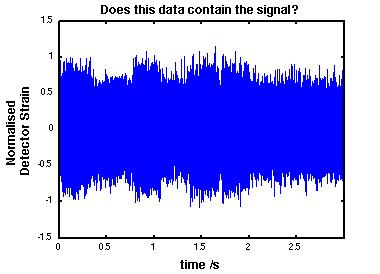 Does this data contain the signal?
1.5
1
0.5
0
-0.5
-1
-1.5
Normalised
Detector Strain
0 0.5 1 1.5 2 2.5
time /s